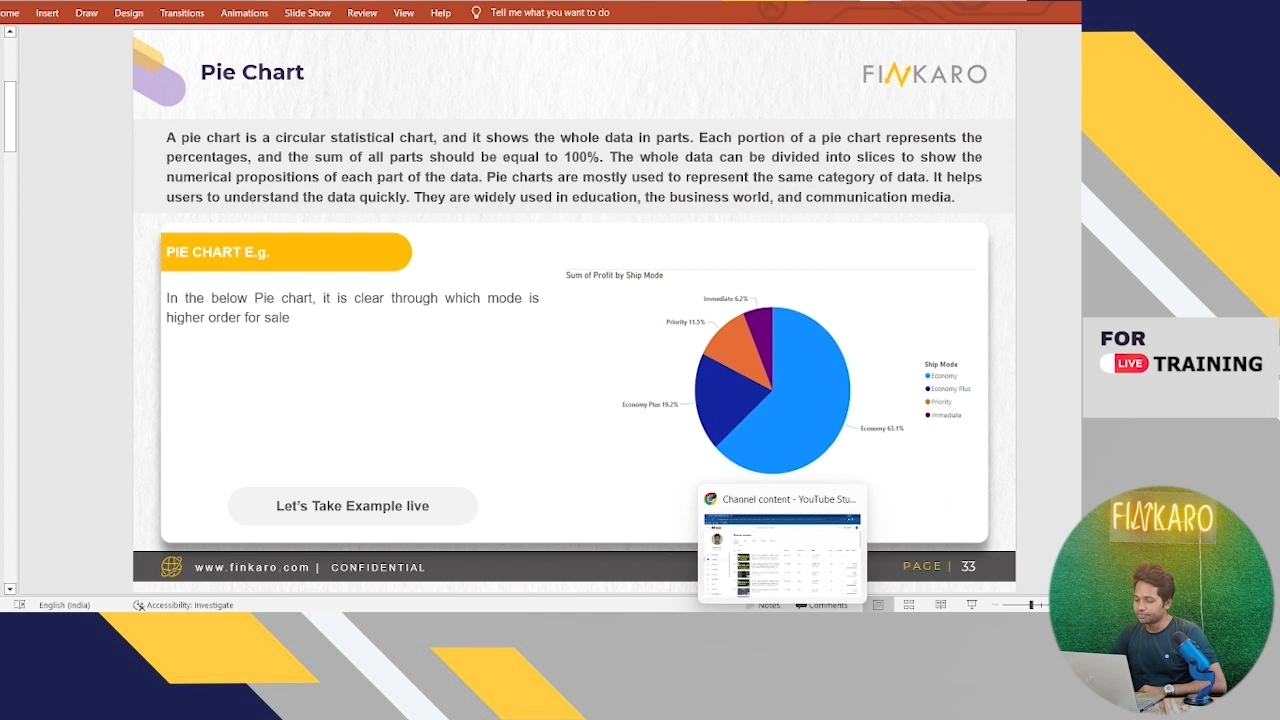 ome Insert Draw Design Transitions Animations Slide Show Review View Help Tell me what you want to do
Pie Chart
FINKARO
A pie chart is a circular statistical chart, and it shows the whole data in parts. Each portion of a pie chart represents the
percentages, and the sum of all parts should be equal to 100%. The whole data can be divided into slices to show the
numerical propositions of each part of the data. Pie charts are mostly used to represent the same category of data. It helps
users to understand the data quickly. They are widely used in education, the business world, and communication media.
PIE CHART E.g.
In the below Pie chart, it is clear through which mode is
higher order for sale
Let's Take Example live
Sum of Profit by Ship Mode
Immediate 6.2%
Priority 11.5%
Economy Plus 19.2%
Economy 63.1%
Ship Mode
Economy
Economy Plus
Priority
Immediate
Channel content - YouTube Stu...
www.finkaro.com | CONFIDENTIAL
PAGE | 33
English (India) Accessibility: Investigate
Notes Comments
FOR
LIVE TRAINING
FINKARO